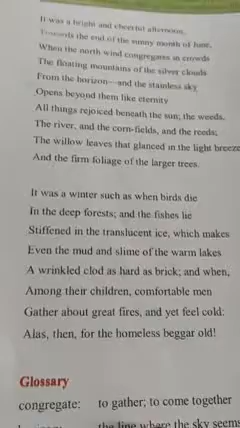 It was a bright and cheerful afternoon,
Towards the end of the sunny month of June,
When the north wind congregates in crowds
The floating mountains of the silver clouds
From the horizon—and the stainless sky
Opens beyond them like eternity
All things rejoiced beneath the sun; the weeds,
The river, and the corn-fields, and the reeds;
The willow leaves that glanced in the light breeze
And the firm foliage of the larger trees.
It was a winter such as when birds die
In the deep forests; and the fishes lie
Stiffened in the translucent ice, which makes
Even the mud and slime of the warm lakes
A wrinkled clod as hard as brick; and when,
Among their children, comfortable men
Gather about great fires, and yet feel cold:
Alas, then, for the homeless beggar old!
Glossary
congregate: to gather; to come together
the line where the sky seems